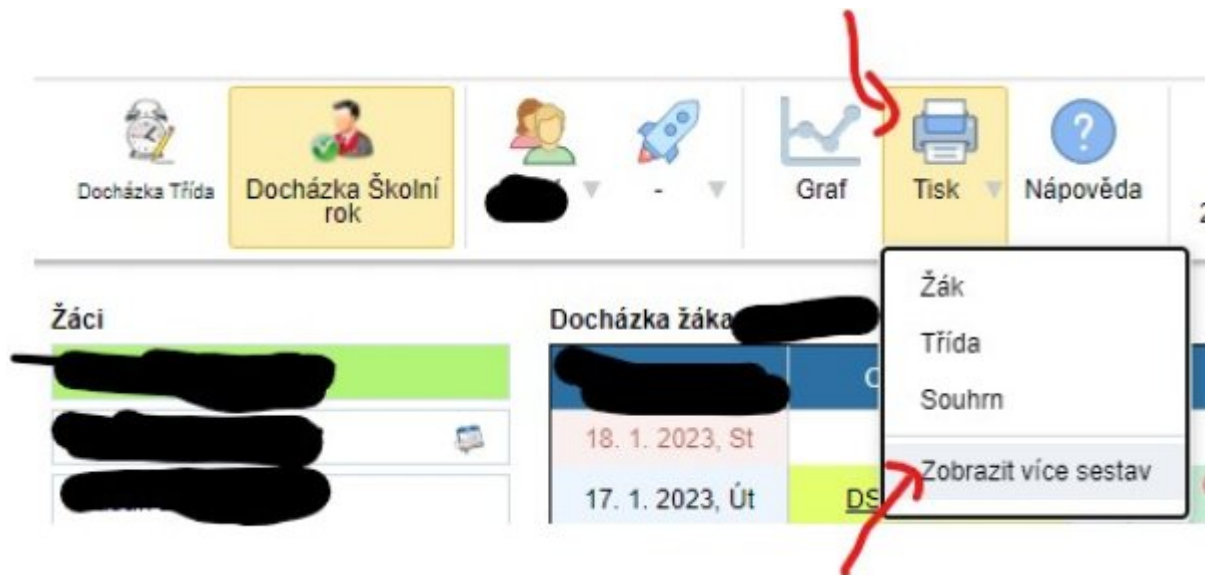 Docházka Třída
Docházka Školní
rok
-
Graf
Tisk
Nápověda
Žáci
Docházka žáka
Žák
Třída
Souhrn
Zobrazit více sestav
18. 1. 2023, St
17. 1. 2023, Út
DS